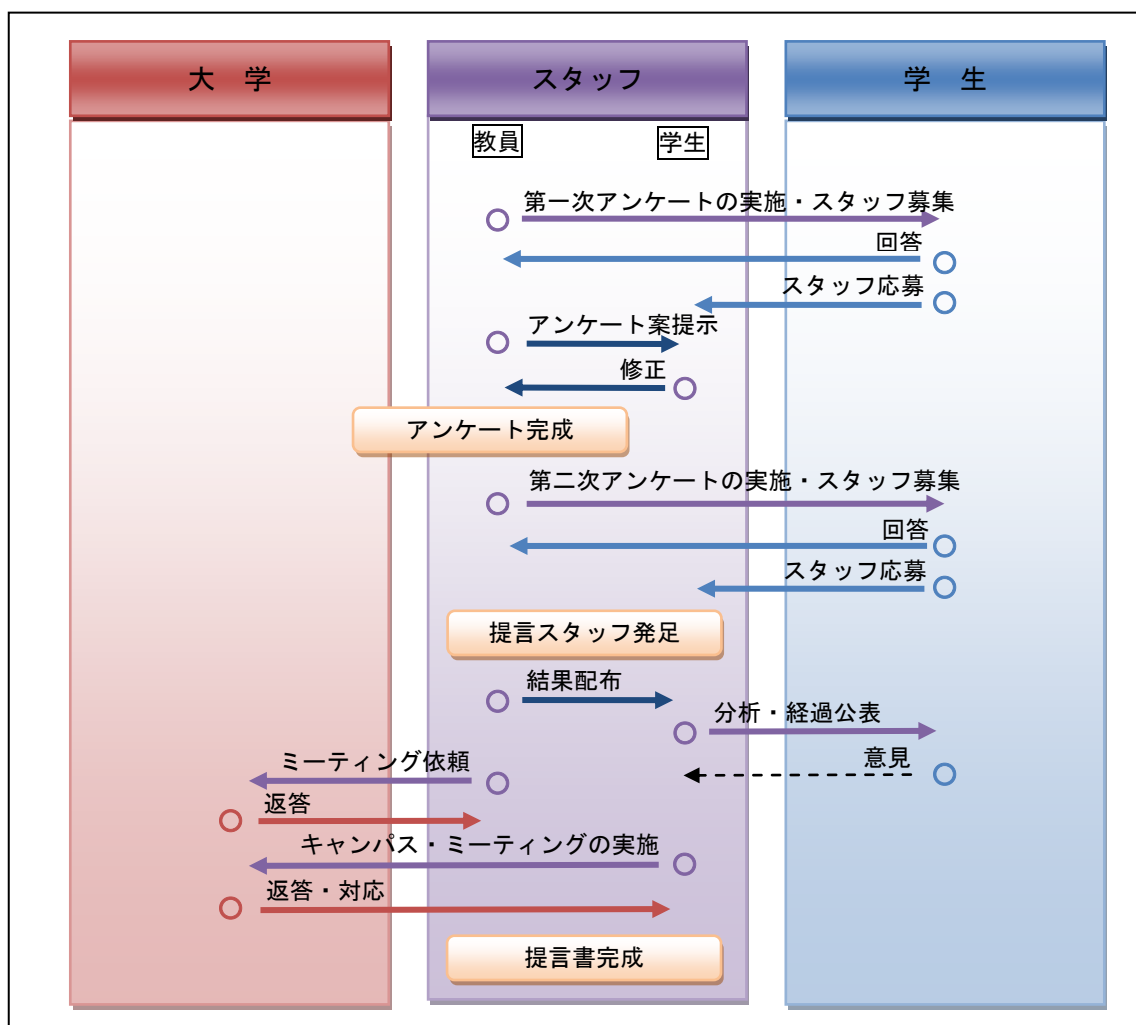 大 学
スタッフ
学 生
教員
学生
第一次アンケートの実施・スタッフ募集
回答
スタッフ応募
アンケート案提示
修正
アンケート完成
第二次アンケートの実施・スタッフ募集
回答
スタッフ応募
提言スタッフ発足
結果配布
分析・経過公表
ミーティング依頼
意見
返答
キャンパス・ミーティングの実施
返答・対応
提言書完成